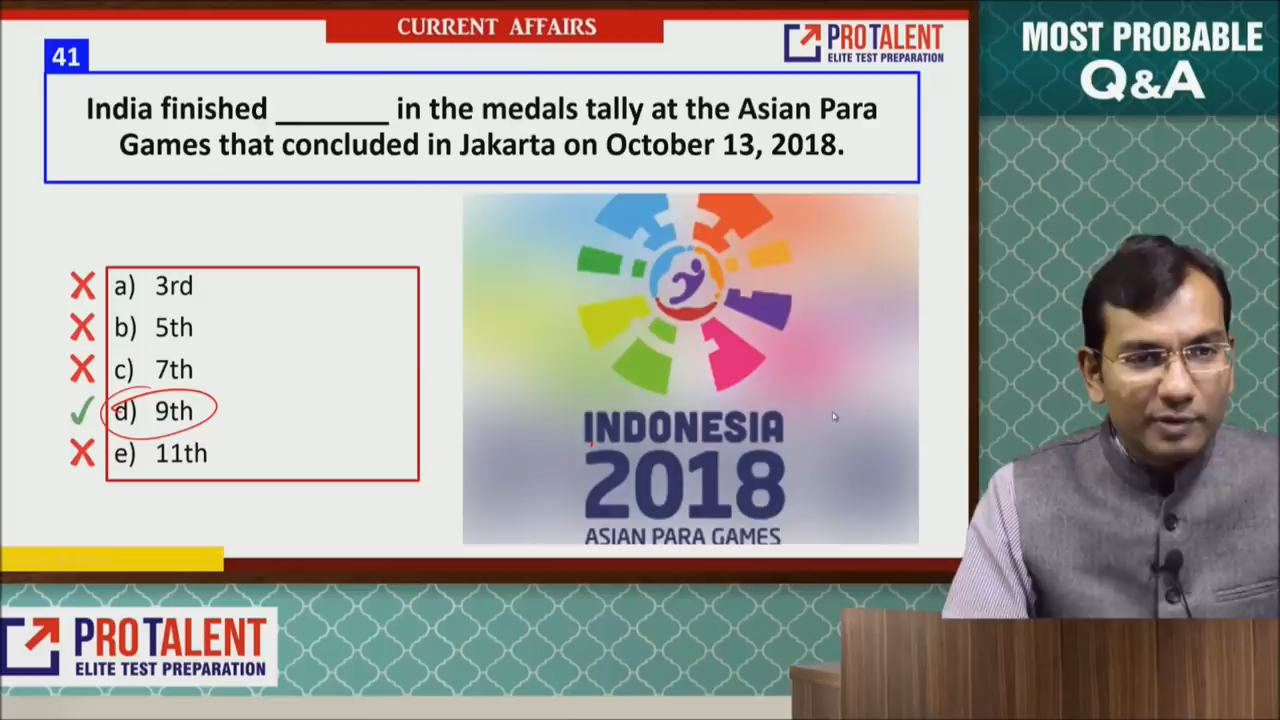 CURRENT AFFAIRS
PROTALENT
ELITE TEST PREPARATION
MOST PROBABLE
Q&A
41
India finished _______ in the medals tally at the Asian Para
Games that concluded in Jakarta on October 13, 2018.
a) 3rd
b) 5th
c) 7th
d) 9th
e) 11th
INDONESIA
2018
ASIAN PARA GAMES
PROTALENT
ELITE TEST PREPARATION